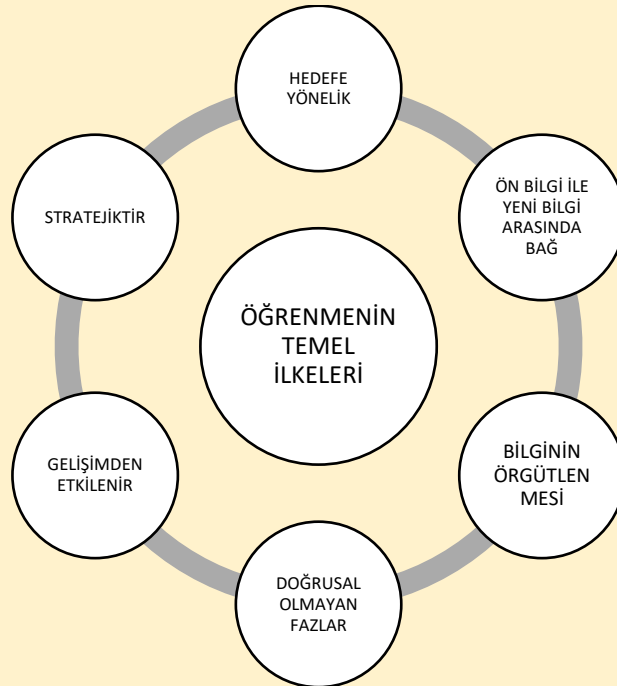 HEDEFE
YÖNELİK
ÖN BİLGİ İLE
YENİ BİLGİ
ARASINDA
BAĞ
BİLGİNİN
ÖRGÜTLEN
MESİ
DOĞRUSAL
OLMAYAN
FAZLAR
GELİŞİMDEN
ETKİLENİR
STRATEJİKTİR
ÖĞRENMENİN
TEMEL
İLKELERİ